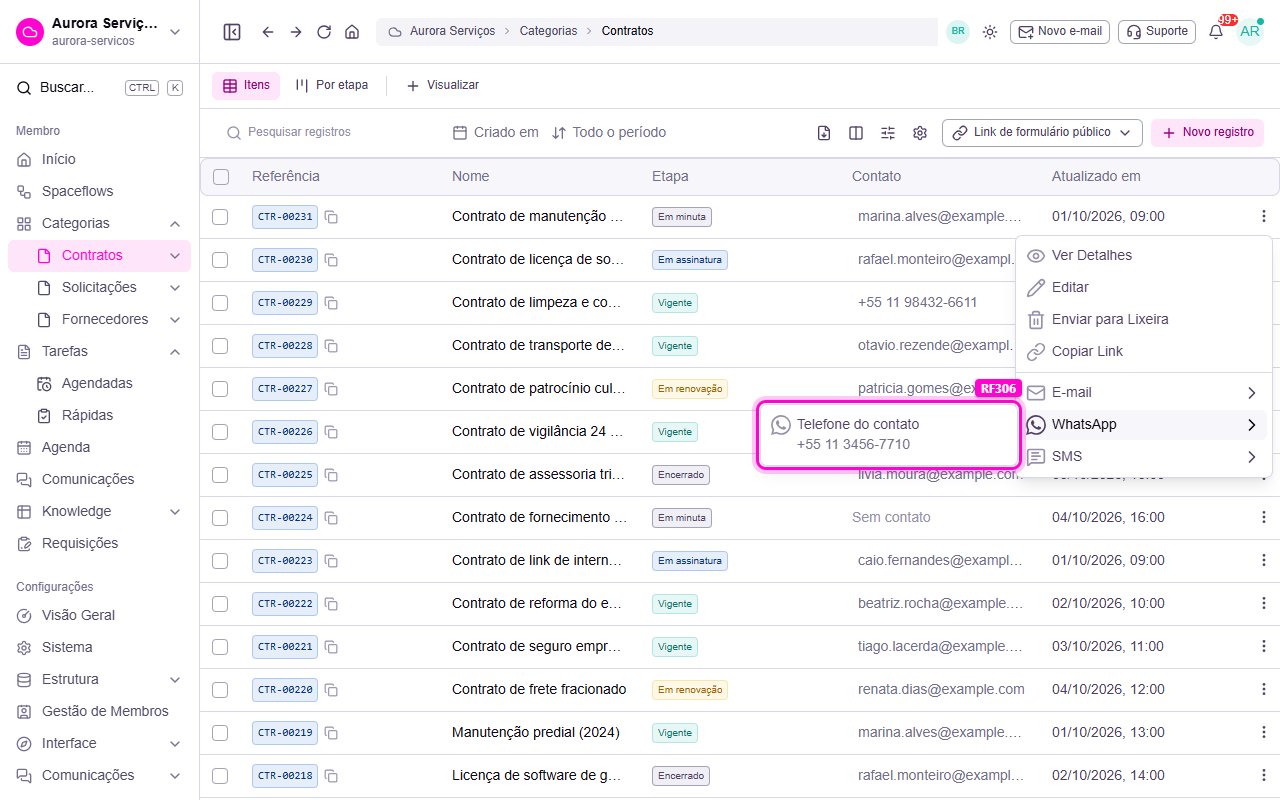 Aurora Serviç...
aurora-servicos
Aurora Serviços
Categorias
Contratos
BR
Novo e-mail
Suporte
99+
AR
Buscar...
CTRL
K
Membro
Início
Spaceflows
Categorias
Contratos
Solicitações
Fornecedores
Tarefas
Agendadas
Rápidas
Agenda
Comunicações
Knowledge
Requisições
Configurações
Visão Geral
Sistema
Estrutura
Gestão de Membros
Interface
Comunicações
Itens
Por etapa
Visualizar
Pesquisar registros
Criado em
Todo o período
Link de formulário público
Novo registro
Referência Nome Etapa Contato Atualizado em
CTR-00231 Contrato de manutenção ... Em minuta marina.alves@example.... 01/10/2026, 09:00
CTR-00230 Contrato de licença de so... Em assinatura rafael.monteiro@exampl.
CTR-00229 Contrato de limpeza e co... Vigente +55 11 98432-6611
CTR-00228 Contrato de transporte de... Vigente otavio.rezende@exampl.
CTR-00227 Contrato de patrocínio cul... Em renovação patricia.gomes@ex
CTR-00226 Contrato de vigilância 24 ... Vigente
CTR-00225 Contrato de assessoria tri... Encerrado livia.moura@example.com
CTR-00224 Contrato de fornecimento ... Em minuta Sem contato 04/10/2026, 16:00
CTR-00223 Contrato de link de intern... Em assinatura caio.fernandes@exampl... 01/10/2026, 09:00
CTR-00222 Contrato de reforma do e... Vigente beatriz.rocha@example.... 02/10/2026, 10:00
CTR-00221 Contrato de seguro empr... Vigente tiago.lacerda@example.... 03/10/2026, 11:00
CTR-00220 Contrato de frete fracionado Em renovação renata.dias@example.com 04/10/2026, 12:00
CTR-00219 Manutenção predial (2024) Vigente marina.alves@example.... 01/10/2026, 13:00
CTR-00218 Licença de software de g... Encerrado rafael.monteiro@exampl... 02/10/2026, 14:00
Ver Detalhes
Editar
Enviar para Lixeira
Copiar Link
E-mail
WhatsApp
SMS
RF306
Telefone do contato
+55 11 3456-7710